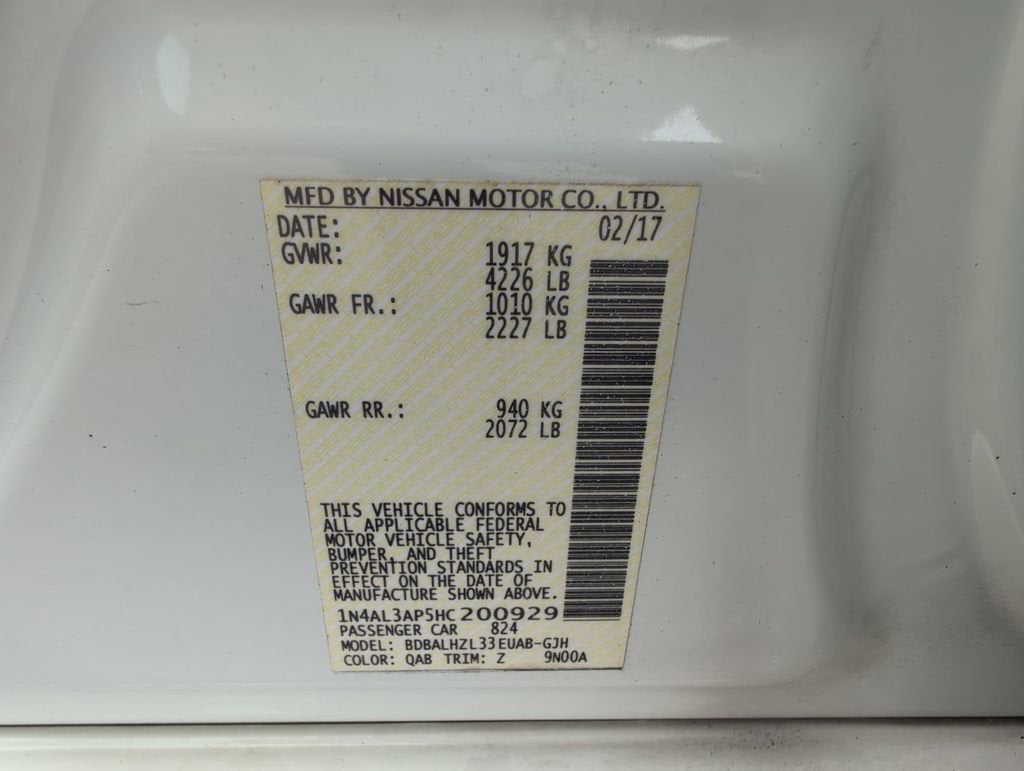 MFD BY NISSAN MOTOR CO., LTD.
DATE: 02/17
GVWR: 1917 KG
4226 LB
GAWR FR.: 1010 KG
2227 LB
GAWR RR.: 940 KG
2072 LB
THIS VEHICLE CONFORMS TO
ALL APPLICABLE FEDERAL
MOTOR VEHICLE SAFETY,
BUMPER, AND THEFT
PREVENTION STANDARDS IN
EFFECT ON THE DATE OF
MANUFACTURE SHOWN ABOVE.
1N4AL3AP5HC200929
PASSENGER CAR 824
MODEL: BDBALHZL33EUAB-GJH
COLOR: QAB TRIM: Z 9N00A